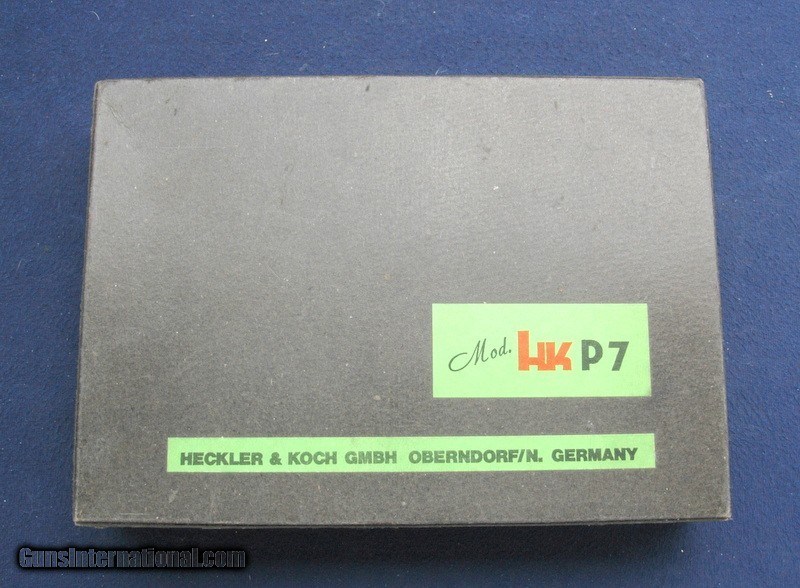 Mod. HK P7
HECKLER & KOCH GMBH OBERNDORF/N. GERMANY
GunsInternational.com